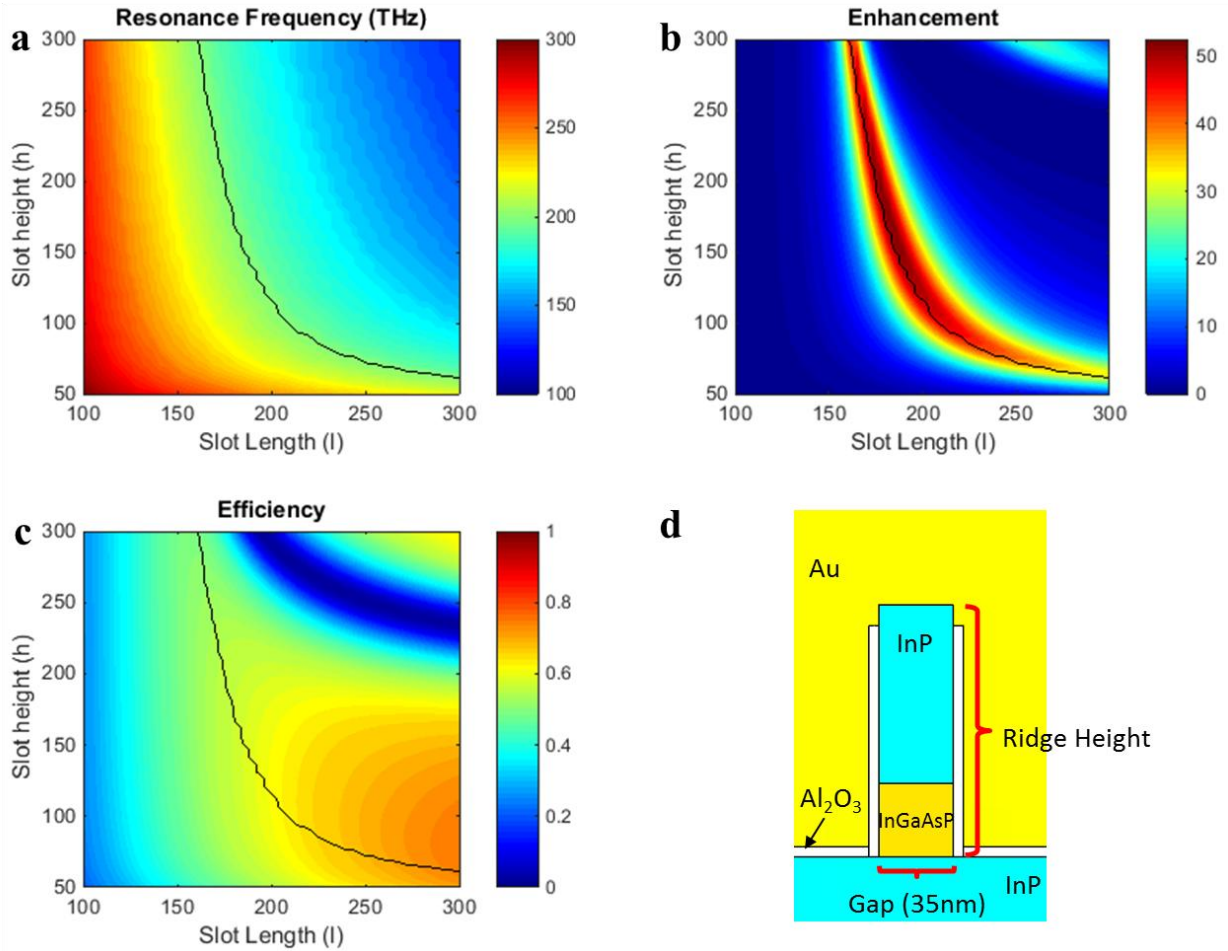 a
Resonance Frequency (THz)
300
250
200
150
100
50
Slot height (h)
100
150
200
250
300
Slot Length (l)
300
250
200
150
100
b
Enhancement
300
250
200
150
100
50
Slot height (h)
100
150
200
250
300
Slot Length (l)
50
40
30
20
10
0
c
Efficiency
300
250
200
150
100
50
Slot height (h)
100
150
200
250
300
Slot Length (l)
1
0.8
0.6
0.4
0.2
0
d
Au
InP
Ridge Height
Al₂O₃
InGaAsP
InP
Gap (35nm)